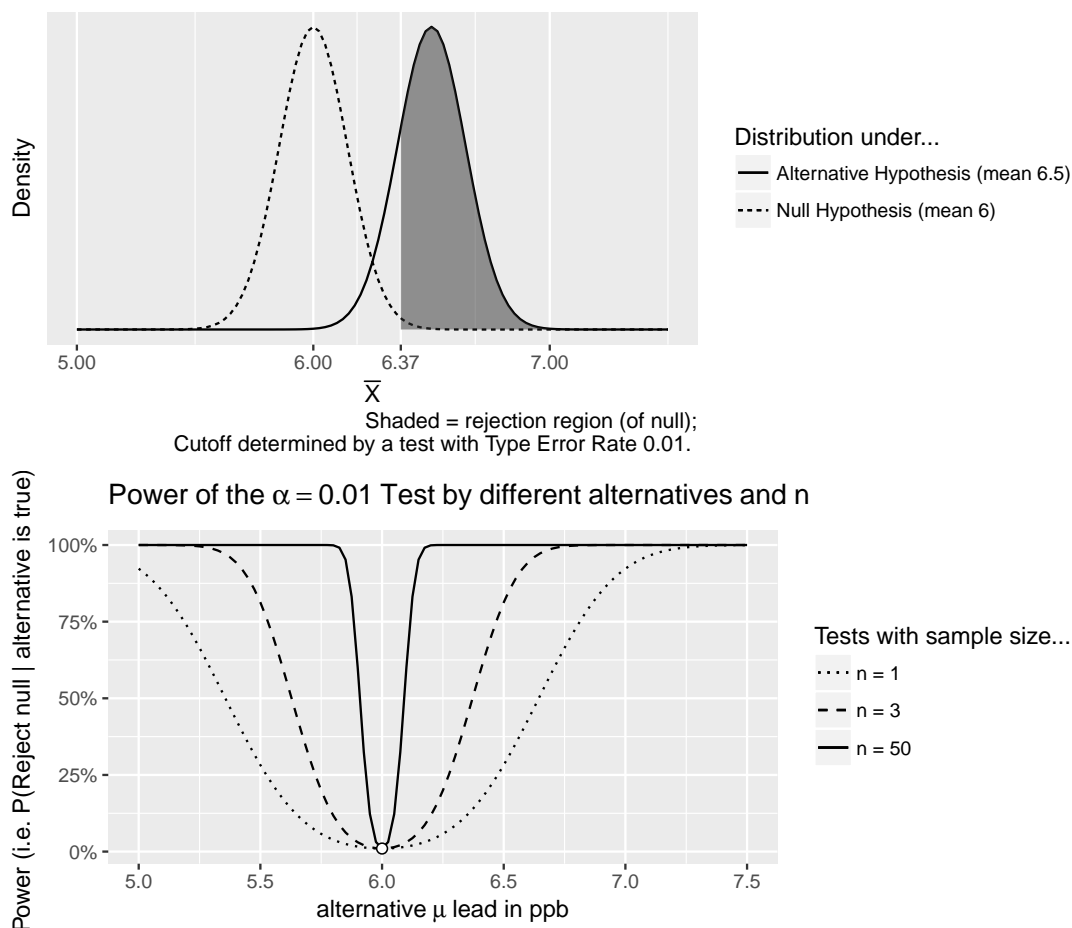 Density
5.00 6.00 6.37 7.00
X̅
Shaded = rejection region (of null);
Cutoff determined by a test with Type Error Rate 0.01.
Distribution under...
Alternative Hypothesis (mean 6.5)
Null Hypothesis (mean 6)
Power of the α = 0.01 Test by different alternatives and n
Power (i.e. P(Reject null | alternative is true)
100%
75%
50%
25%
0%
5.0 5.5 6.0 6.5 7.0 7.5
alternative μ lead in ppb
Tests with sample size...
n = 1
n = 3
n = 50